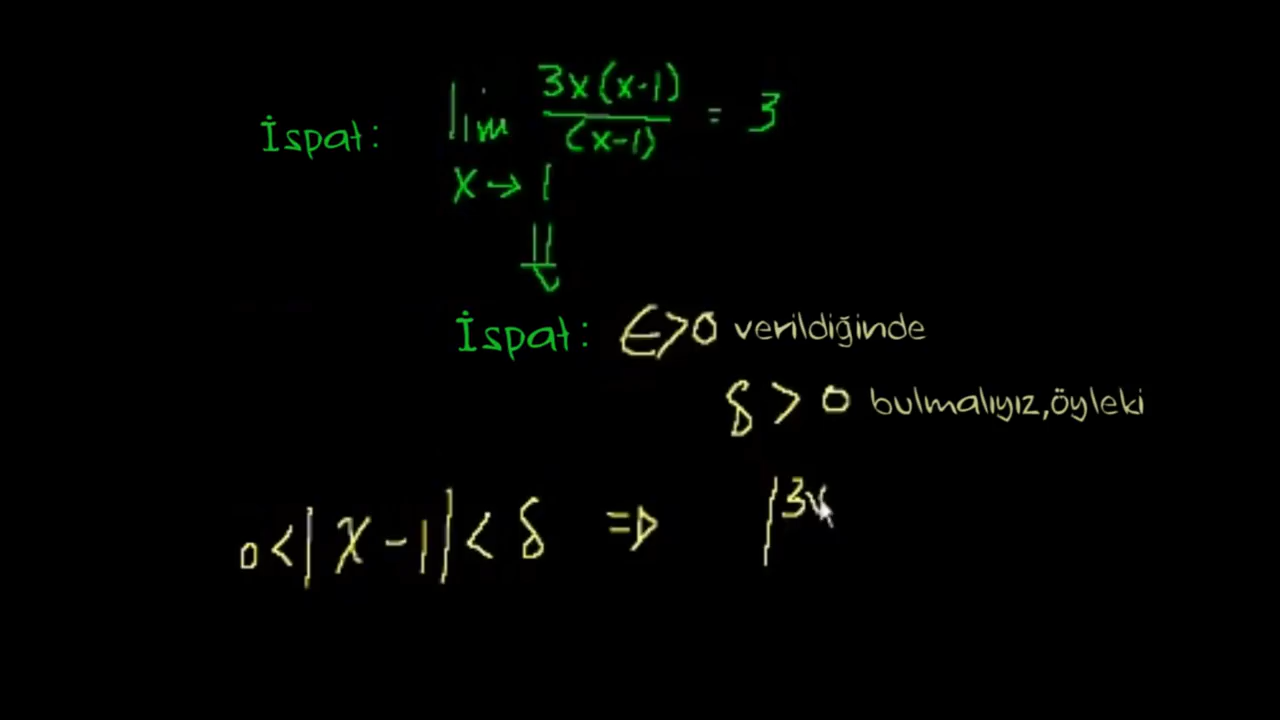 İspat: lim 3x(x-1)/(x-1) = 3
x→1
⇓
İspat: ∈>0 verildiğinde
δ > 0 bulmalıyız,öyleki
0<|x-1|<δ => |3x